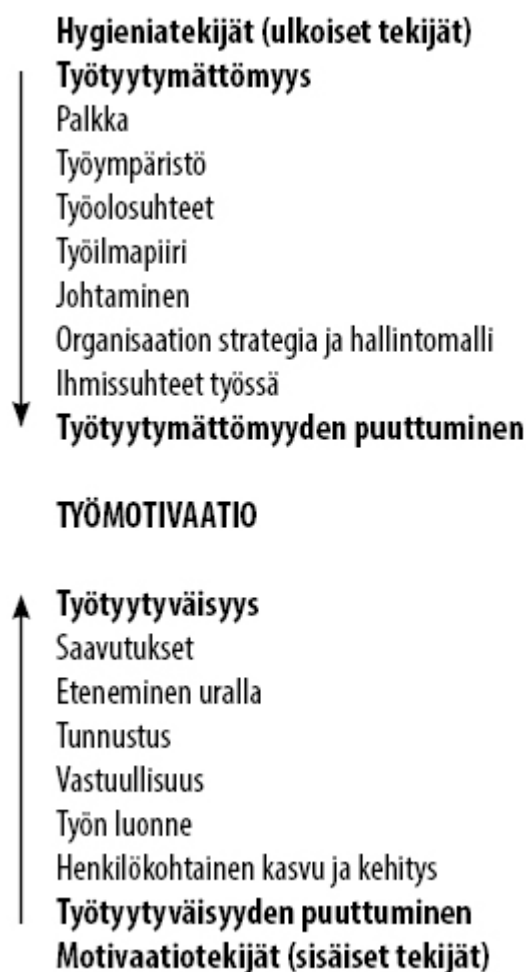 Hygieniatekijät (ulkoiset tekijät)
Työtyytymättömyys
Palkka
Työympäristö
Työolosuhteet
Työilmapiiri
Johtaminen
Organisaation strategia ja hallintomalli
Ihmissuhteet työssä
Työtyytymättömyyden puuttuminen
TYÖMOTIVAATIO
Työtyytyväisyys
Saavutukset
Eteneminen uralla
Tunnustus
Vastuullisuus
Työn luonne
Henkilökohtainen kasvu ja kehitys
Työtyytyväisyyden puuttuminen
Motivaatiotekijät (sisäiset tekijät)